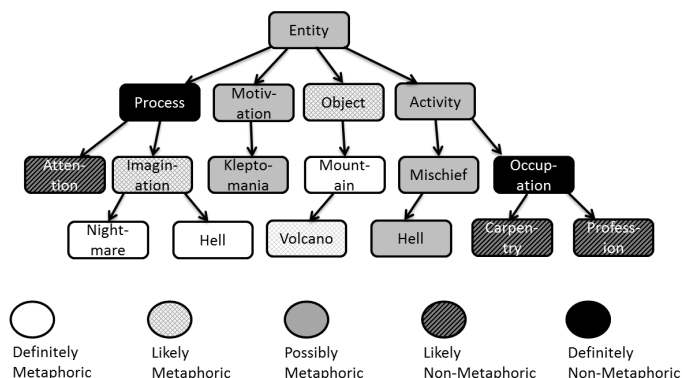 Entity
Process
Motiv-
ation
Object
Activity
Atten-
tion
Imagin-
ation
Klepto-
mania
Mount-
ain
Mischief
Occup-
ation
Night-
mare
Hell
Volcano
Hell
Carpen-
try
Profess-
ion
Definitely
Metaphoric
Likely
Metaphoric
Possibly
Metaphoric
Likely
Non-Metaphoric
Definitely
Non-Metaphoric